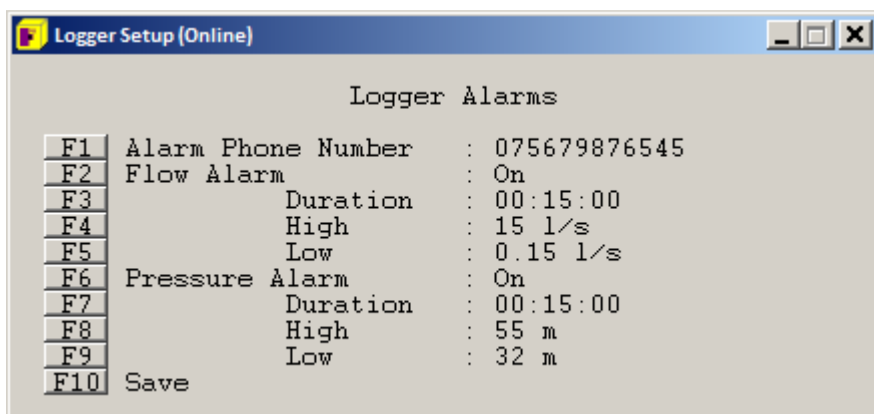 Logger Setup (Online)
Logger Alarms
F1 Alarm Phone Number : 075679876545
F2 Flow Alarm : On
F3 Duration : 00:15:00
F4 High : 15 l/s
F5 Low : 0.15 l/s
F6 Pressure Alarm : On
F7 Duration : 00:15:00
F8 High : 55 m
F9 Low : 32 m
F10 Save